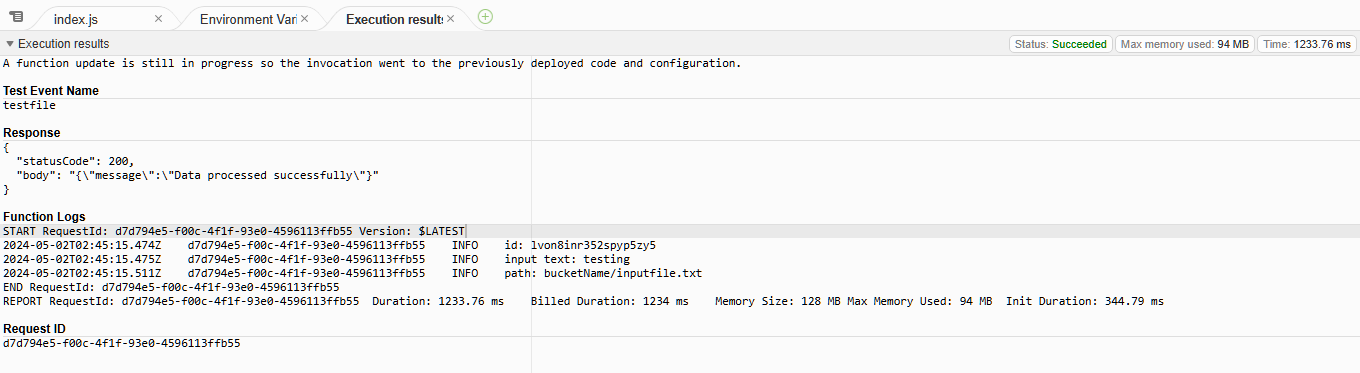 index.js
Environment Vari
Execution results
Execution results
Status: Succeeded
Max memory used: 94 MB
Time: 1233.76 ms
A function update is still in progress so the invocation went to the previously deployed code and configuration.
Test Event Name
testfile
Response
{
  "statusCode": 200,
  "body": "{\"message\":\"Data processed successfully\"}"
}
Function Logs
START RequestId: d7d794e5-f00c-4f1f-93e0-4596113ffb55 Version: $LATEST
2024-05-02T02:45:15.474Z    d7d794e5-f00c-4f1f-93e0-4596113ffb55    INFO    id: lvon8inr352spyp5zy5
2024-05-02T02:45:15.475Z    d7d794e5-f00c-4f1f-93e0-4596113ffb55    INFO    input text: testing
2024-05-02T02:45:15.511Z    d7d794e5-f00c-4f1f-93e0-4596113ffb55    INFO    path: bucketName/inputfile.txt
END RequestId: d7d794e5-f00c-4f1f-93e0-4596113ffb55
REPORT RequestId: d7d794e5-f00c-4f1f-93e0-4596113ffb55  Duration: 1233.76 ms    Billed Duration: 1234 ms    Memory Size: 128 MB Max Memory Used: 94 MB  Init Duration: 344.79 ms
Request ID
d7d794e5-f00c-4f1f-93e0-4596113ffb55